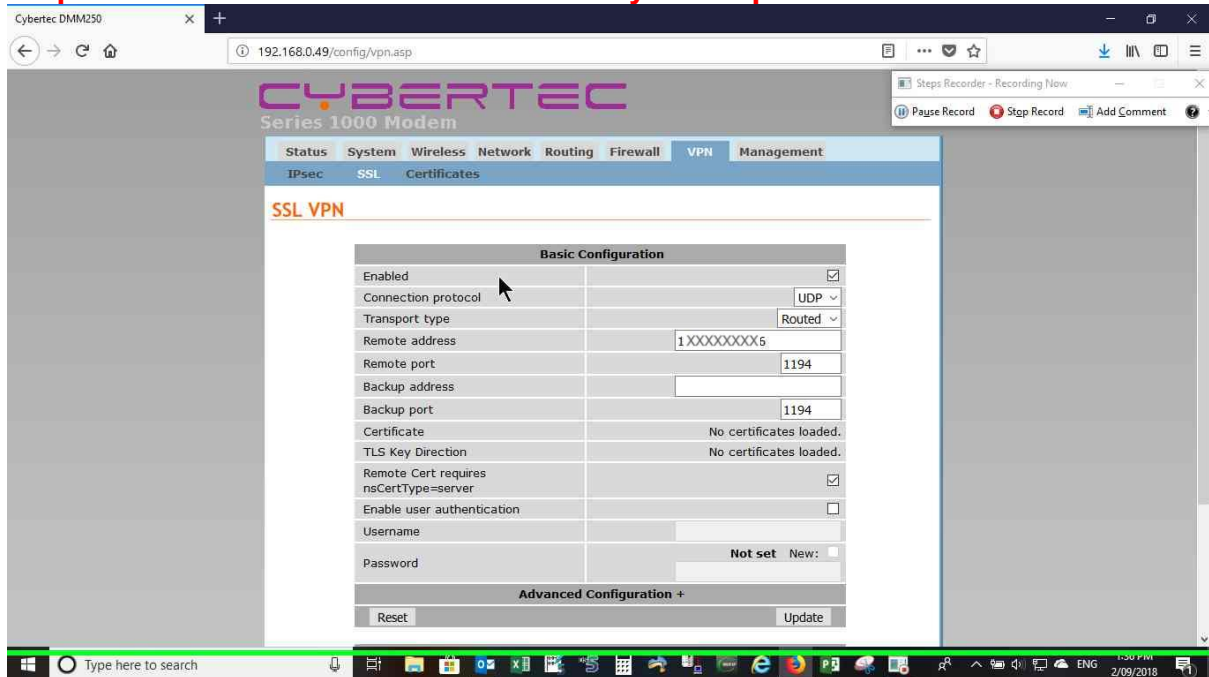 Cybertec DMM250
192.168.0.49/config/vpn.asp
Steps Recorder - Recording Now
Pause Record Stop Record Add Comment
CYBERTEC
Series 1000 Modem
Status System Wireless Network Routing Firewall VPN Management
IPsec SSL Certificates
SSL VPN
Basic Configuration
Enabled
Connection protocol UDP
Transport type Routed
Remote address 1XXXXXXXX5
Remote port 1194
Backup address
Backup port 1194
Certificate No certificates loaded.
TLS Key Direction No certificates loaded.
Remote Cert requires
nsCertType=server
Enable user authentication
Username
Not set New:
Password
Advanced Configuration +
Reset Update
Type here to search
ENG
1:30 PM
2/09/2018